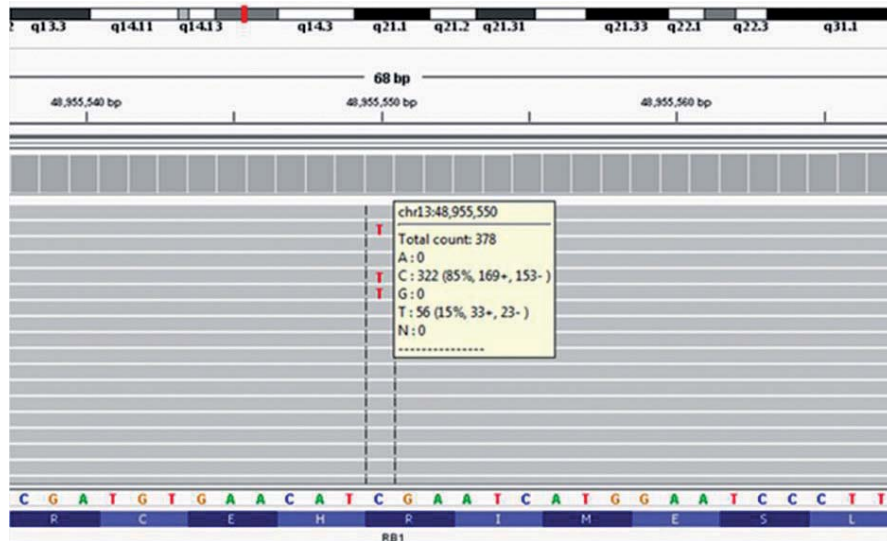 q13.3 q14.11 q14.13 q14.3 q21.1 q21.2 q21.31 q21.33 q22.1 q22.3 q31.1
68 bp
48,955,540 bp 48,955,550 bp 48,955,560 bp
T
T
T
chr13:48,955,550
Total count: 378
A : 0
C : 322 (85%, 169+, 153- )
G : 0
T : 56 (15%, 33+, 23- )
N : 0
---------------
C G A T G T G A A C A T C G A A T C A T G G A A T C C C T T
R C E H R I M E S L
RB1